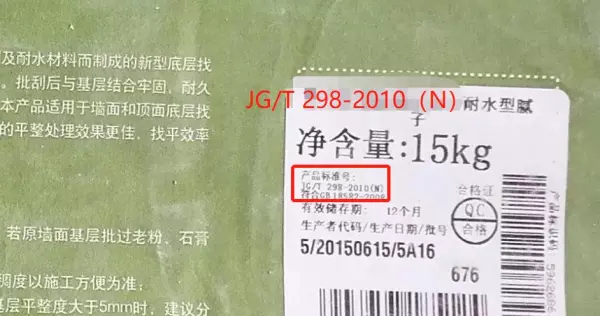 及耐水材料而制成的新型底层找
。批刮后与基层结合牢固,耐久
本产品适用于墙面和顶面底层找
的平整处理效果更佳、找平效率
若原墙面基层批过老粉、石膏
稠度以施工方便为准:
层平整度大于5mm时,建议分
JG/T 298-2010(N)
耐水型腻
子
净含量:15kg
产品标准号:
JG/T 298-2010(N)
符合GB18582-2008
有效储存期: 12个月
生产者代码/生产日期/批号
5/20150615/5A16
676
合格证
QC
产品标识码: